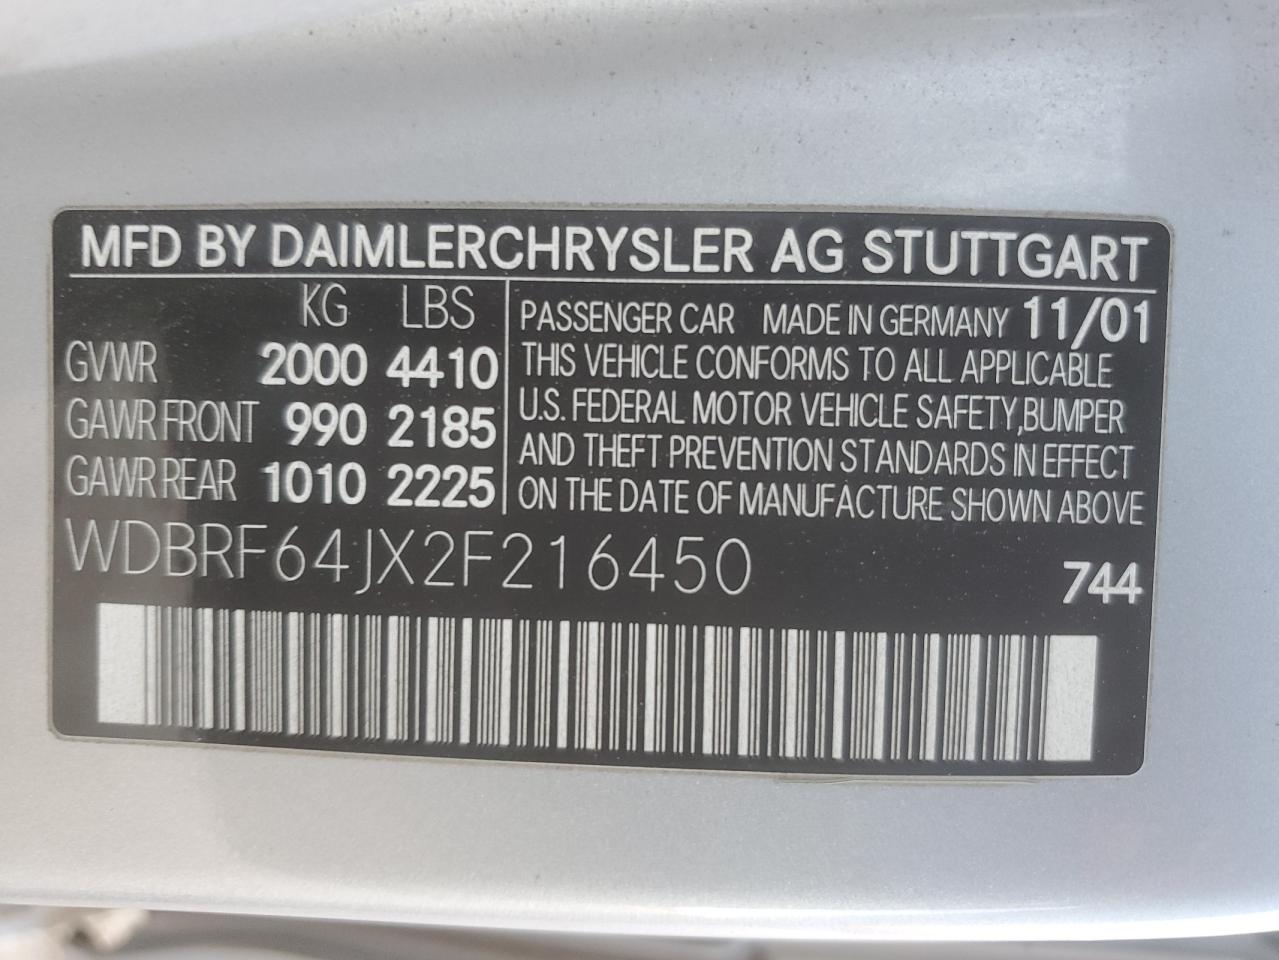 MFD BY DAIMLERCHRYSLER AG STUTTGART
KG LBS
GVWR 2000 4410
GAWR FRONT 990 2185
GAWR REAR 1010 2225
PASSENGER CAR MADE IN GERMANY 11/01
THIS VEHICLE CONFORMS TO ALL APPLICABLE
U.S. FEDERAL MOTOR VEHICLE SAFETY,BUMPER
AND THEFT PREVENTION STANDARDS IN EFFECT
ON THE DATE OF MANUFACTURE SHOWN ABOVE
WDBRF64JX2F216450
744